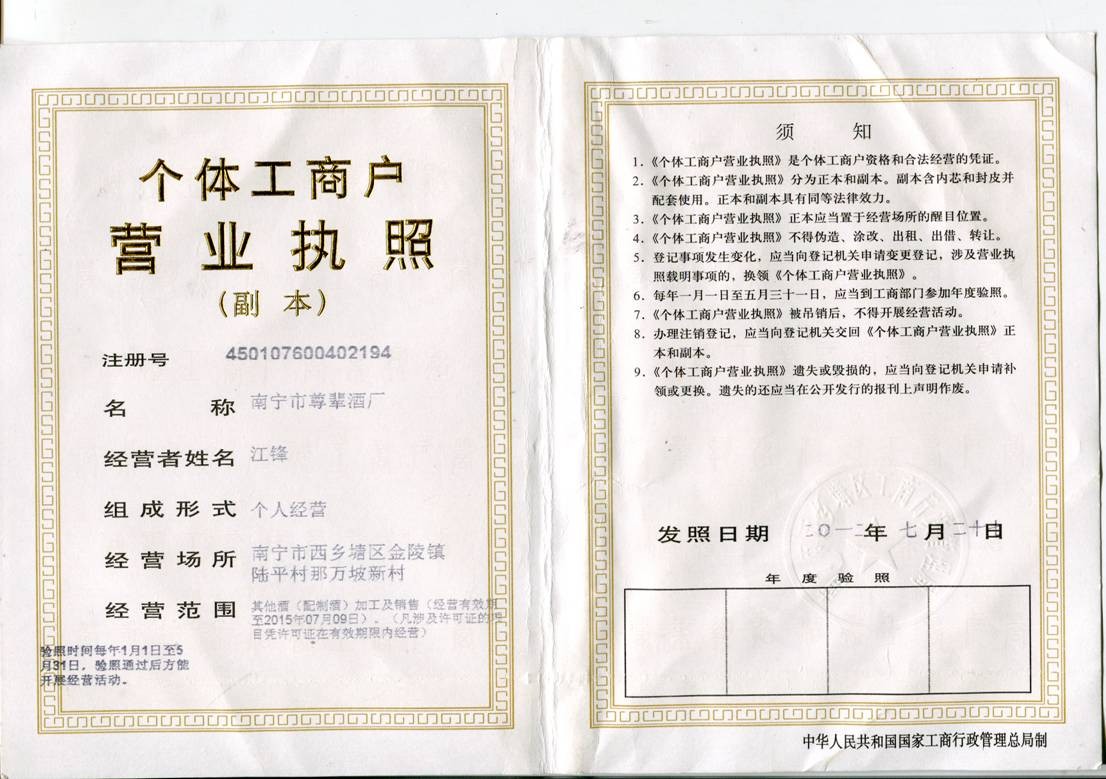 个体工商户
营业执照
（副 本）
注册号 450107600402194
名 称 南宁市尊辈酒厂
经营者姓名 江锋
组成形式 个人经营
经营场所 南宁市西乡塘区金陵镇
陆平村那万坡新村
经营范围 其他酒（配制酒）加工及销售（经营有效期
至2015年07月09日）。（凡涉及许可证的项
目凭许可证在有效期限内经营）
验照时间每年1月1日至5
月31日，验照通过后方能
开展经营活动。
须 知
1．《个体工商户营业执照》是个体工商户资格和合法经营的凭证。
2．《个体工商户营业执照》分为正本和副本。副本含内芯和封皮并
配套使用。正本和副本具有同等法律效力。
3．《个体工商户营业执照》正本应当置于经营场所的醒目位置。
4．《个体工商户营业执照》不得伪造、涂改、出租、出借、转让。
5．登记事项发生变化，应当向登记机关申请变更登记，涉及营业执
照载明事项的，换领《个体工商户营业执照》。
6．每年一月一日至五月三十一日，应当到工商部门参加年度验照。
7．《个体工商户营业执照》被吊销后，不得开展经营活动。
8．办理注销登记，应当向登记机关交回《个体工商户营业执照》正
本和副本。
9．《个体工商户营业执照》遗失或毁损的，应当向登记机关申请补
领或更换。遗失的还应当在公开发行的报刊上声明作废。
发照日期 二〇一二年七月二十日
年 度 验 照
中华人民共和国国家工商行政管理总局制